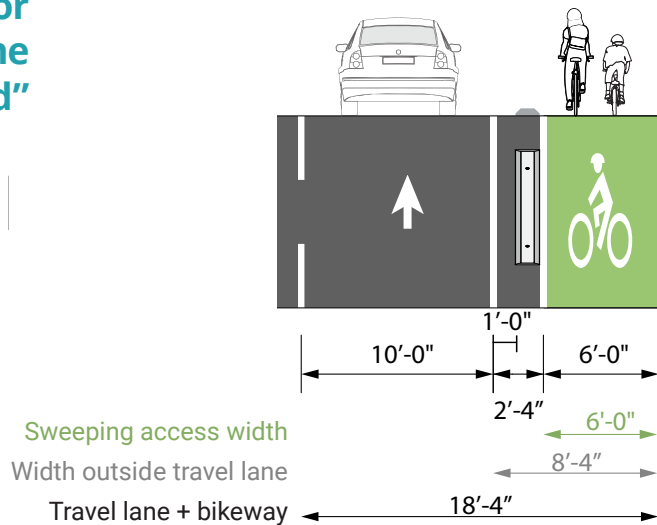 or
ne
d”
1’-0"
10’-0"
6’-0"
2’-4”
Sweeping access width
6'-0"
Width outside travel lane
8’-4”
Travel lane + bikeway
18’-4”